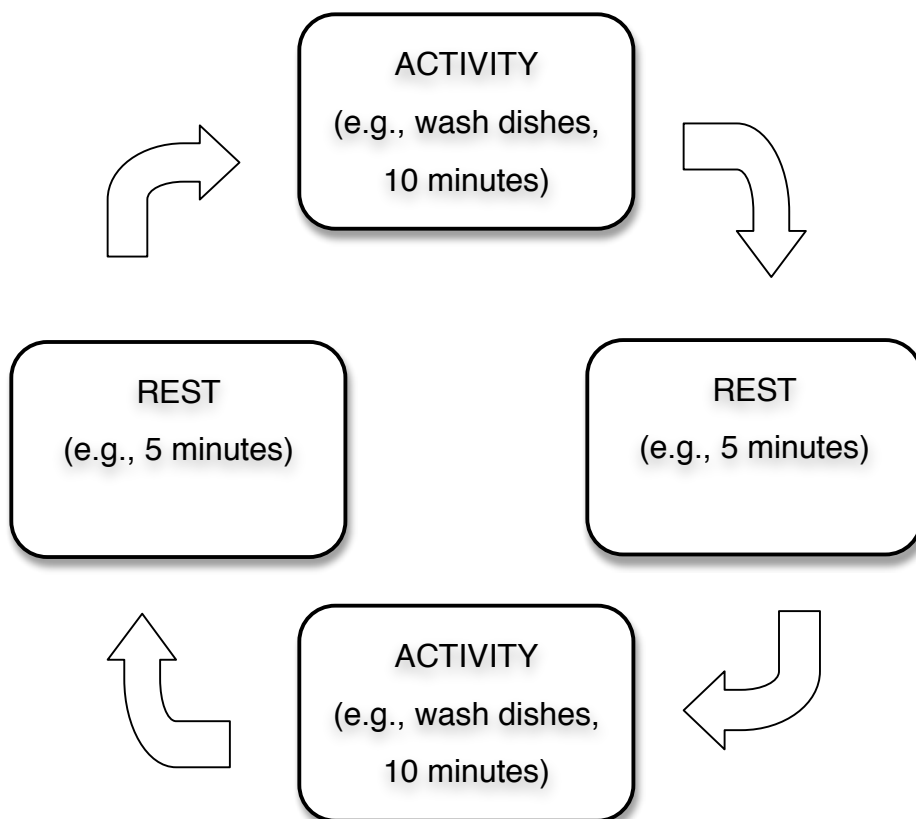 ACTIVITY
(e.g., wash dishes,
10 minutes)
REST
(e.g., 5 minutes)
REST
(e.g., 5 minutes)
ACTIVITY
(e.g., wash dishes,
10 minutes)